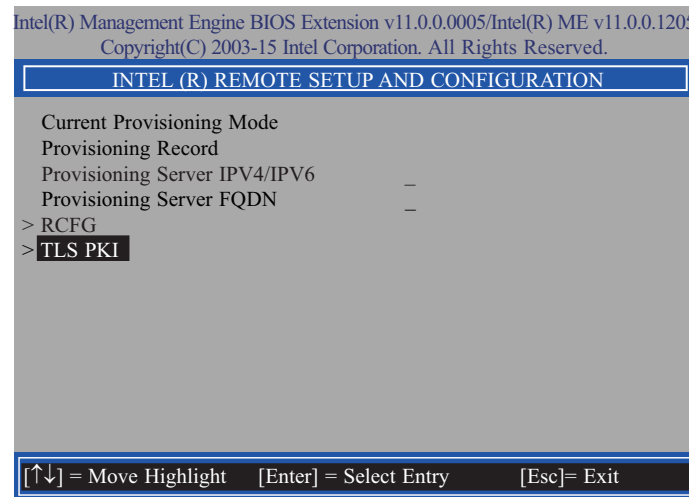 Intel(R) Management Engine BIOS Extension v11.0.0.0005/Intel(R) ME v11.0.0.1205
Copyright(C) 2003-15 Intel Corporation. All Rights Reserved.
INTEL (R) REMOTE SETUP AND CONFIGURATION
Current Provisioning Mode
Provisioning Record
Provisioning Server IPV4/IPV6 _
Provisioning Server FQDN _
> RCFG
> TLS PKI
[↑↓] = Move Highlight [Enter] = Select Entry [Esc]= Exit